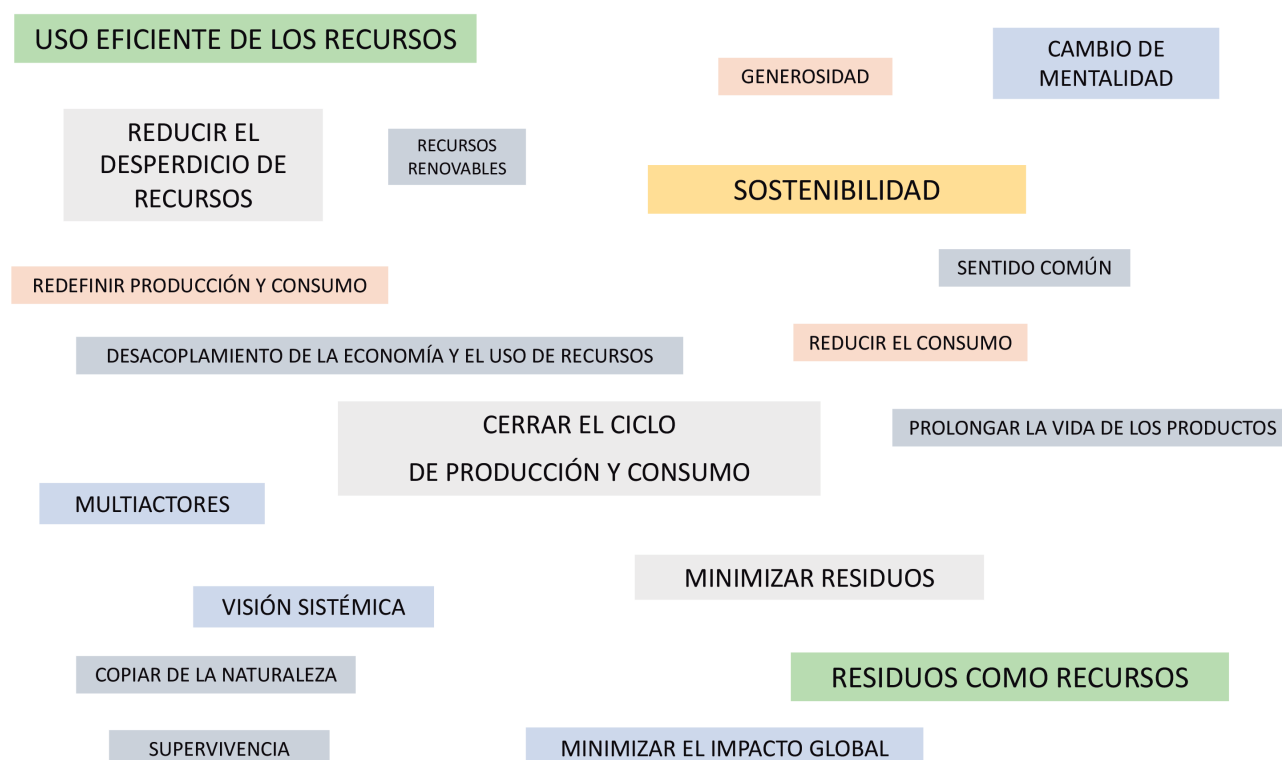 USO EFICIENTE DE LOS RECURSOS
GENEROSIDAD
CAMBIO DE
MENTALIDAD
REDUCIR EL
DESPERDICIO DE
RECURSOS
RECURSOS
RENOVABLES
SOSTENIBILIDAD
SENTIDO COMÚN
REDEFINIR PRODUCCIÓN Y CONSUMO
REDUCIR EL CONSUMO
DESACOPLAMIENTO DE LA ECONOMÍA Y EL USO DE RECURSOS
CERRAR EL CICLO
DE PRODUCCIÓN Y CONSUMO
PROLONGAR LA VIDA DE LOS PRODUCTOS
MULTIACTORES
MINIMIZAR RESIDUOS
VISIÓN SISTÉMICA
COPIAR DE LA NATURALEZA
RESIDUOS COMO RECURSOS
SUPERVIVENCIA
MINIMIZAR EL IMPACTO GLOBAL